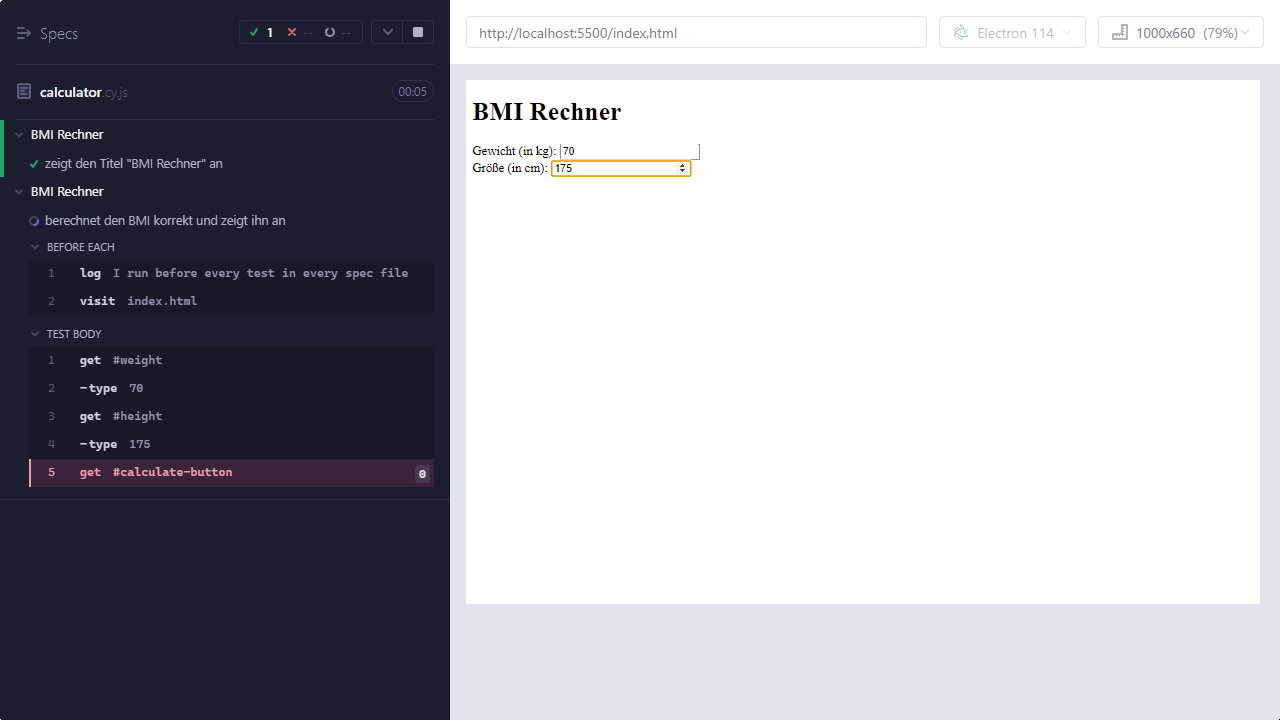 Specs
1 -- --
calculator.cy.js 00:05
BMI Rechner
zeigt den Titel "BMI Rechner" an
BMI Rechner
berechnet den BMI korrekt und zeigt ihn an
BEFORE EACH
1 log I run before every test in every spec file
2 visit index.html
TEST BODY
1 get #weight
2 -type 70
3 get #height
4 -type 175
5 get #calculate-button 0
http://localhost:5500/index.html
Electron 114
1000x660 (79%)
BMI Rechner
Gewicht (in kg): 70
Größe (in cm): 175